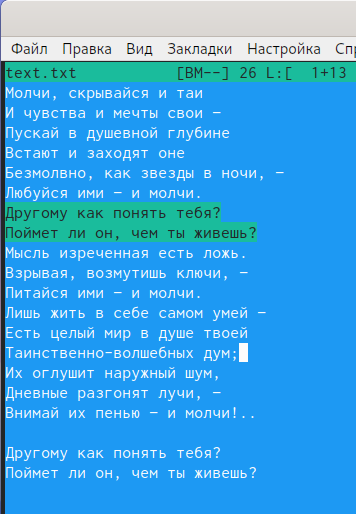 Файл Правка Вид Закладки Настройка Спр
text.txt [BM--] 26 L:[ 1+13
Молчи, скрывайся и таи
И чувства и мечты свои –
Пускай в душевной глубине
Встают и заходят оне
Безмолвно, как звезды в ночи, –
Любуйся ими – и молчи.
Другому как понять тебя?
Поймет ли он, чем ты живешь?
Мысль изреченная есть ложь.
Взрывая, возмутишь ключи, –
Питайся ими – и молчи.
Лишь жить в себе самом умей –
Есть целый мир в душе твоей
Таинственно-волшебных дум;
Их оглушит наружный шум,
Дневные разгонят лучи, –
Внимай их пенью – и молчи!..
Другому как понять тебя?
Поймет ли он, чем ты живешь?